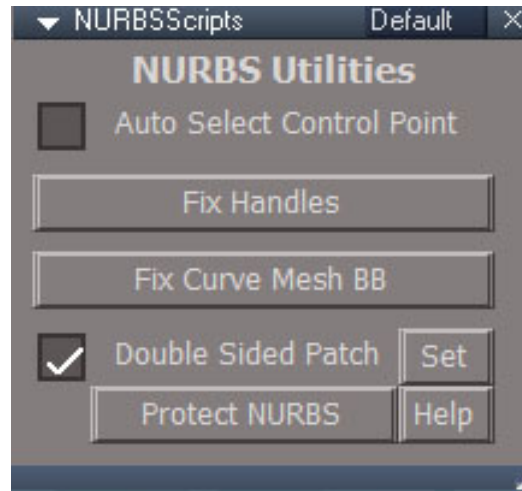 NURBSScripts Default
NURBS Utilities
Auto Select Control Point
Fix Handles
Fix Curve Mesh BB
Double Sided Patch Set
Protect NURBS Help